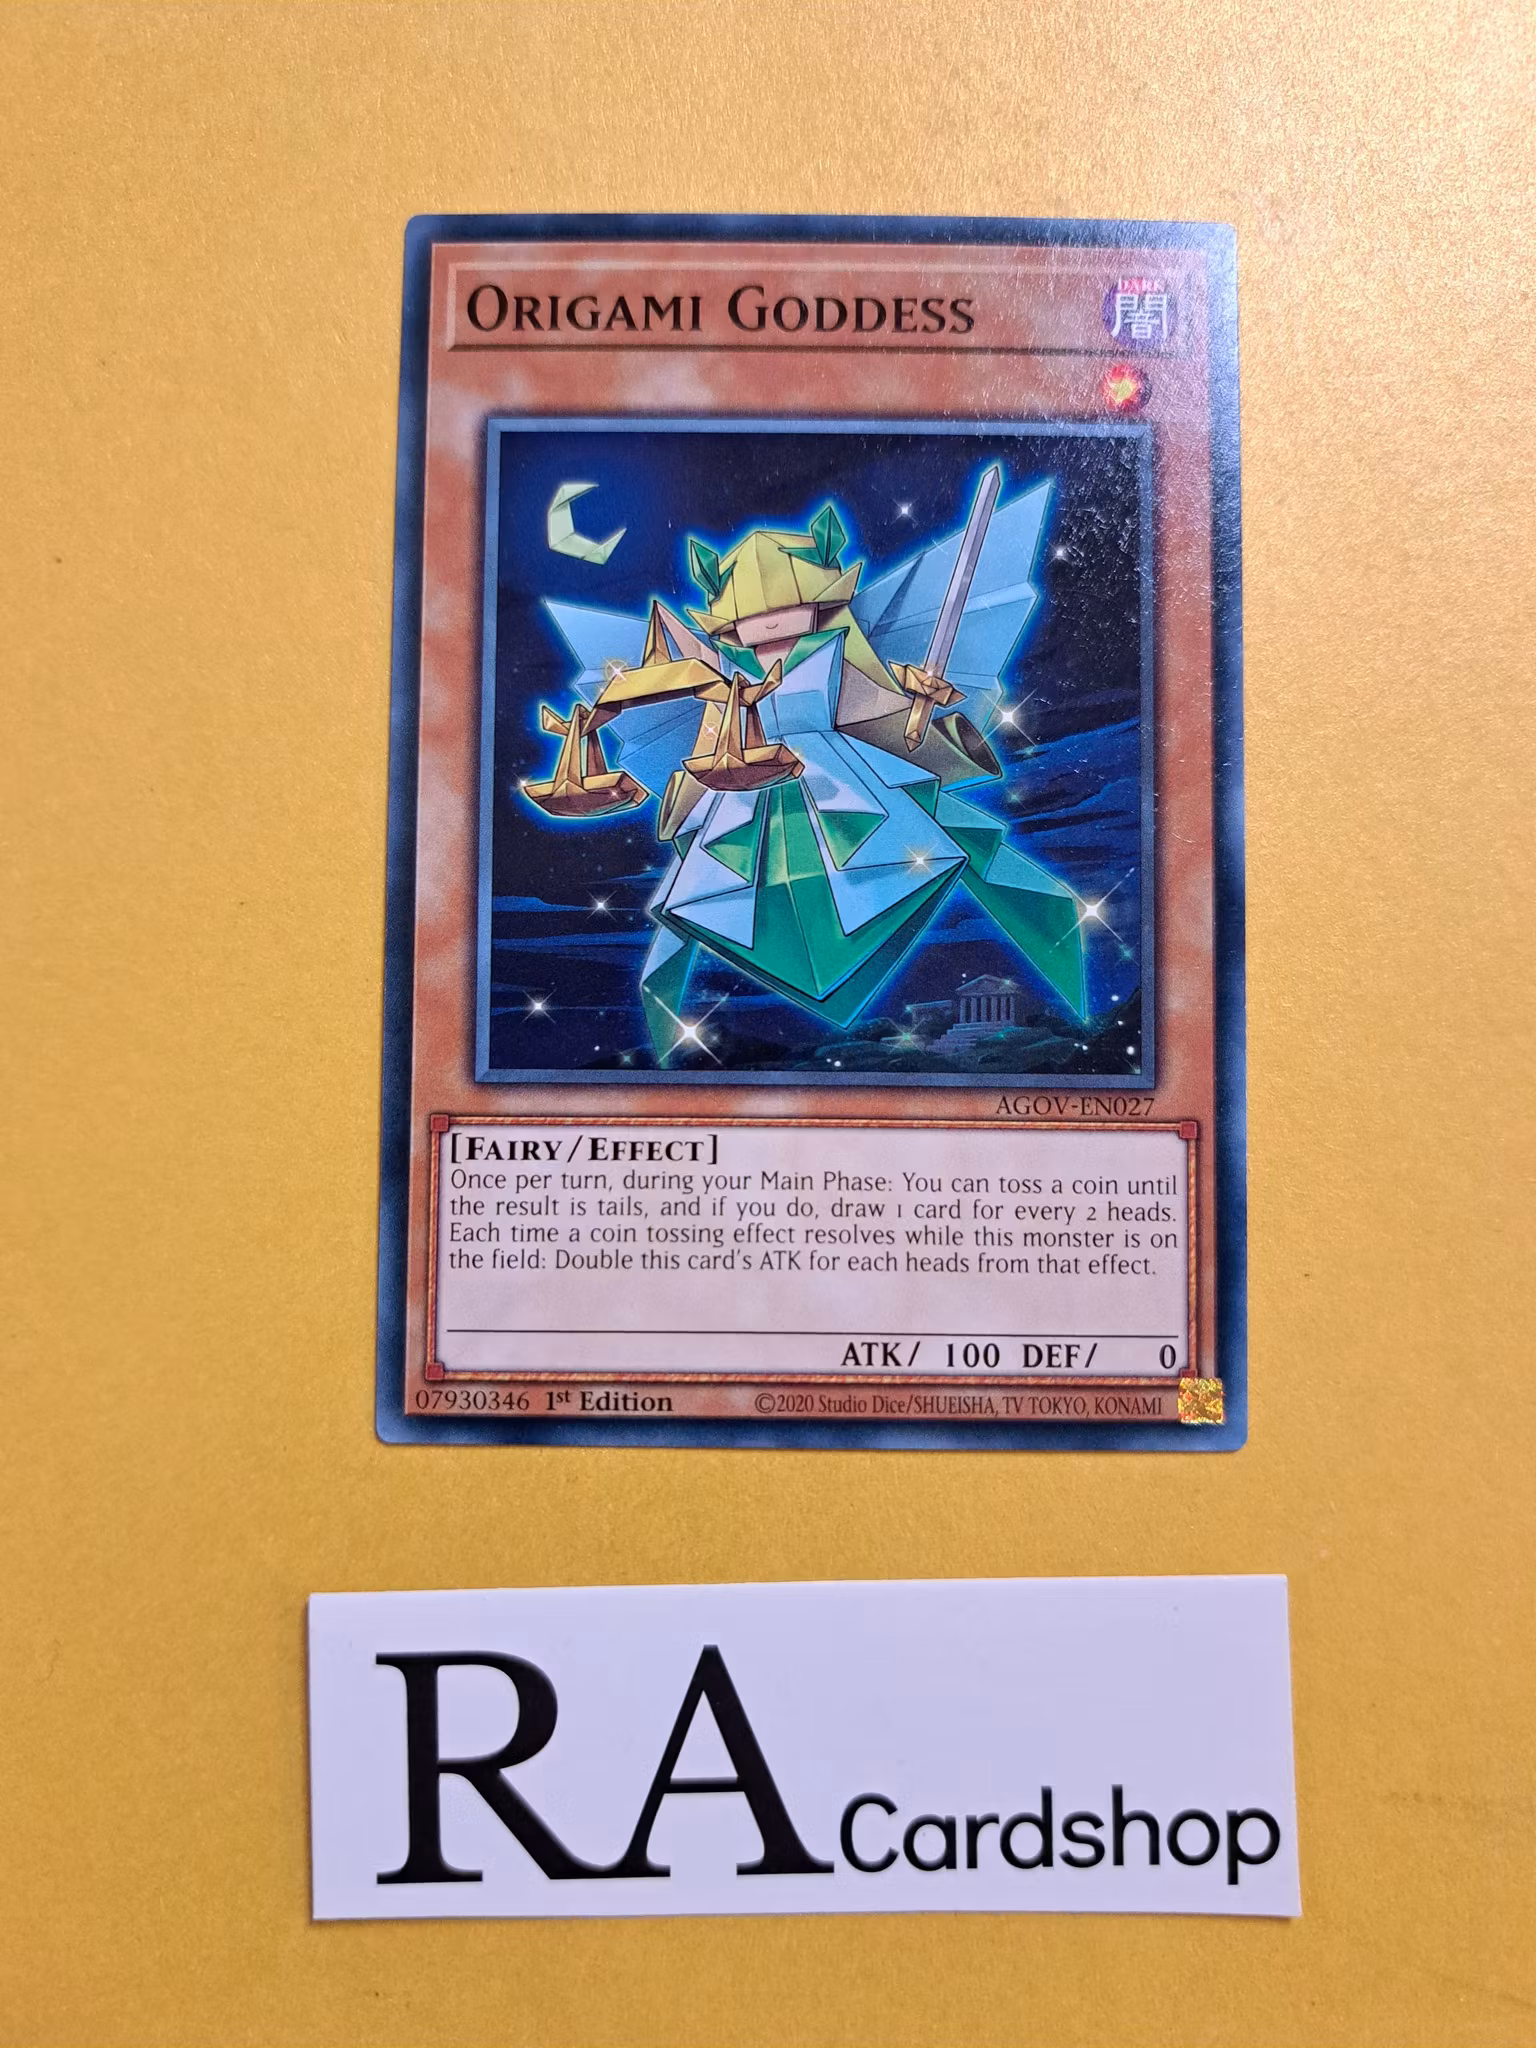 ORIGAMI GODDESS
DARK
闇
AGOV-EN027
[FAIRY/EFFECT]
Once per turn, during your Main Phase: You can toss a coin until
the result is tails, and if you do, draw 1 card for every 2 heads.
Each time a coin tossing effect resolves while this monster is on
the field: Double this card's ATK for each heads from that effect.
ATK/ 100 DEF/ 0
07930346 1st Edition ©2020 Studio Dice/SHUEISHA, TV TOKYO, KONAMI
RA Cardshop